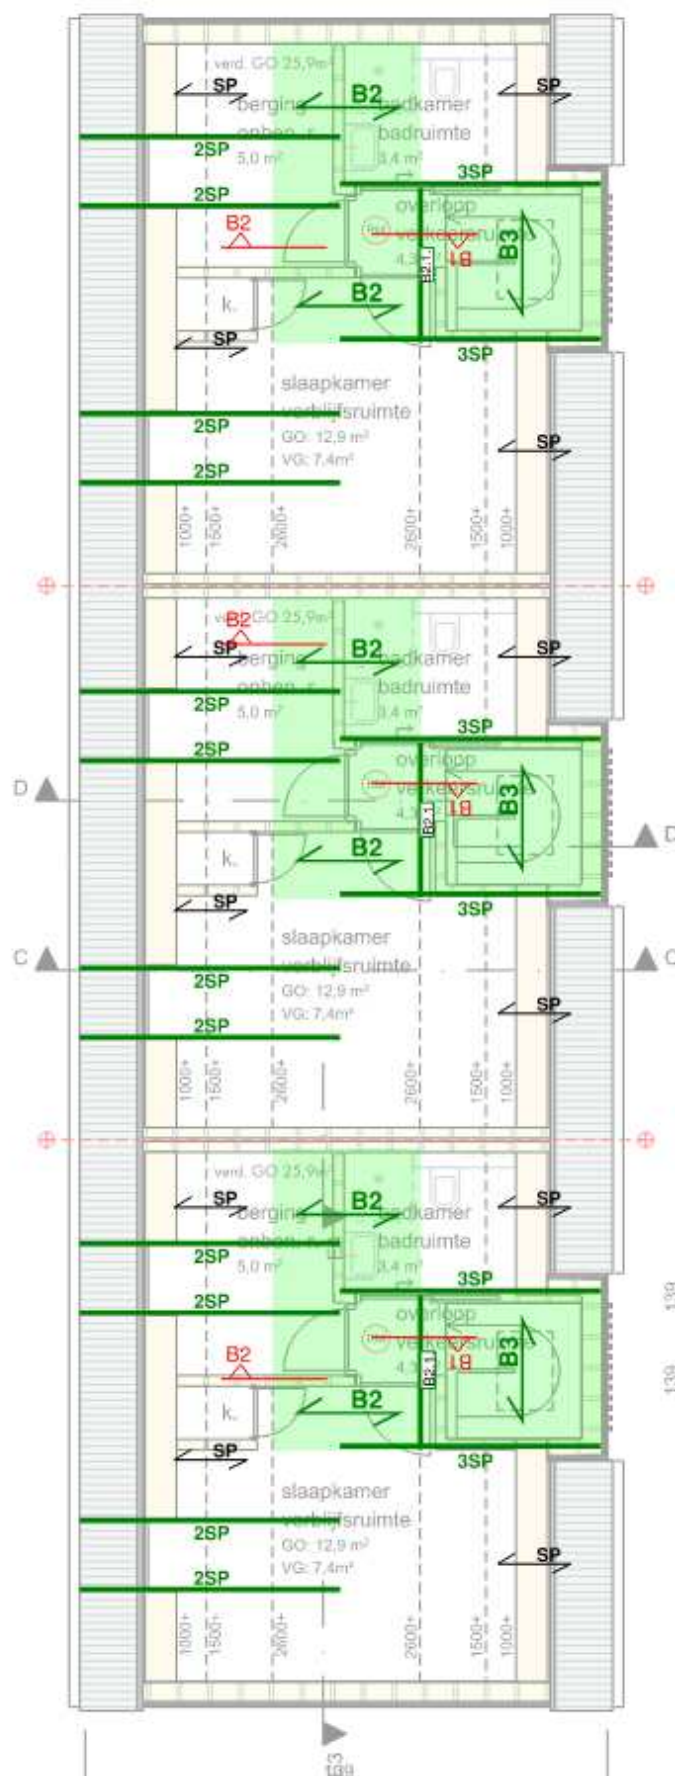 verd. GO 25,9m²
SP
B2
SP
berging
badkamer
onben. r.
badruimte
5,0 m²
3,4 m²
2SP
3SP
2SP
overloop
B2
verkeersruimte
B1
B3
B2.1.
B2
k.
SP
3SP
slaapkamer
verblijfsruimte
GO: 12,9 m²
VG: 7,4m²
2SP
SP
2SP
1000+
1500+
2600+
2600+
1500+
1000+
verd. GO 25,9m²
B2
SP
B2
SP
berging
badkamer
onben. r.
badruimte
5,0 m²
3,4 m²
2SP
3SP
2SP
overloop
D
verkeersruimte
B1
B3
B2.1
D
B2
k.
SP
3SP
slaapkamer
verblijfsruimte
GO: 12,9 m²
VG: 7,4m²
C
C
2SP
SP
2SP
1000+
1500+
2600+
2600+
1500+
1000+
verd. GO 25,9m²
SP
B2
SP
berging
badkamer
onben. r.
badruimte
5,0 m²
3,4 m²
2SP
3SP
139
2SP
overloop
verkeersruimte
B2
B1
B3
B2.1
139
B2
k.
SP
3SP
slaapkamer
verblijfsruimte
GO: 12,9 m²
VG: 7,4m²
2SP
SP
2SP
1000+
1500+
2600+
2600+
1500+
1000+